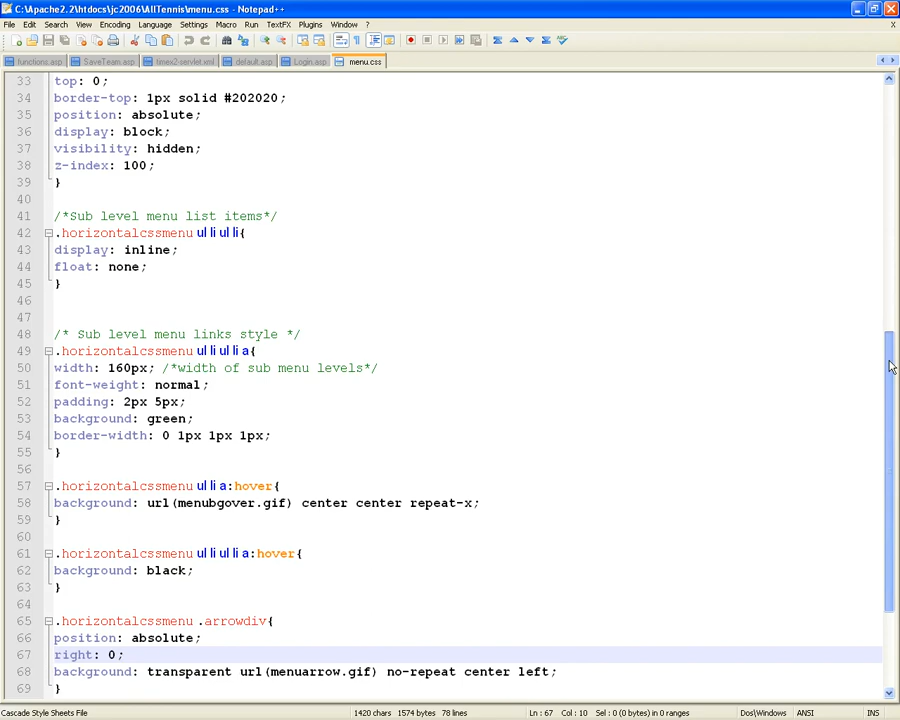 C:\Apache2.2\htdocs\jc2006\AllTennis\menu.css - Notepad++
File Edit Search View Encoding Language Settings Macro Run TextFX Plugins Window ? X
functions.asp SaveTeam.asp timex2-servlet.xml default.asp Login.asp menu.css
33 top: 0;
34 border-top: 1px solid #202020;
35 position: absolute;
36 display: block;
37 visibility: hidden;
38 z-index: 100;
39 }
40
41 /*Sub level menu list items*/
42 .horizontalcssmenu ul li ul li{
43 display: inline;
44 float: none;
45 }
46
47
48 /* Sub level menu links style */
49 .horizontalcssmenu ul li ul li a{
50 width: 160px; /*width of sub menu levels*/
51 font-weight: normal;
52 padding: 2px 5px;
53 background: green;
54 border-width: 0 1px 1px 1px;
55 }
56
57 .horizontalcssmenu ul li a:hover{
58 background: url(menubgover.gif) center center repeat-x;
59 }
60
61 .horizontalcssmenu ul li ul li a:hover{
62 background: black;
63 }
64
65 .horizontalcssmenu .arrowdiv{
66 position: absolute;
67 right: 0;
68 background: transparent url(menuarrow.gif) no-repeat center left;
69 }
Cascade Style Sheets File 1420 chars 1574 bytes 78 lines Ln : 67 Col : 10 Sel : 0 (0 bytes) in 0 ranges Dos\Windows ANSI INS